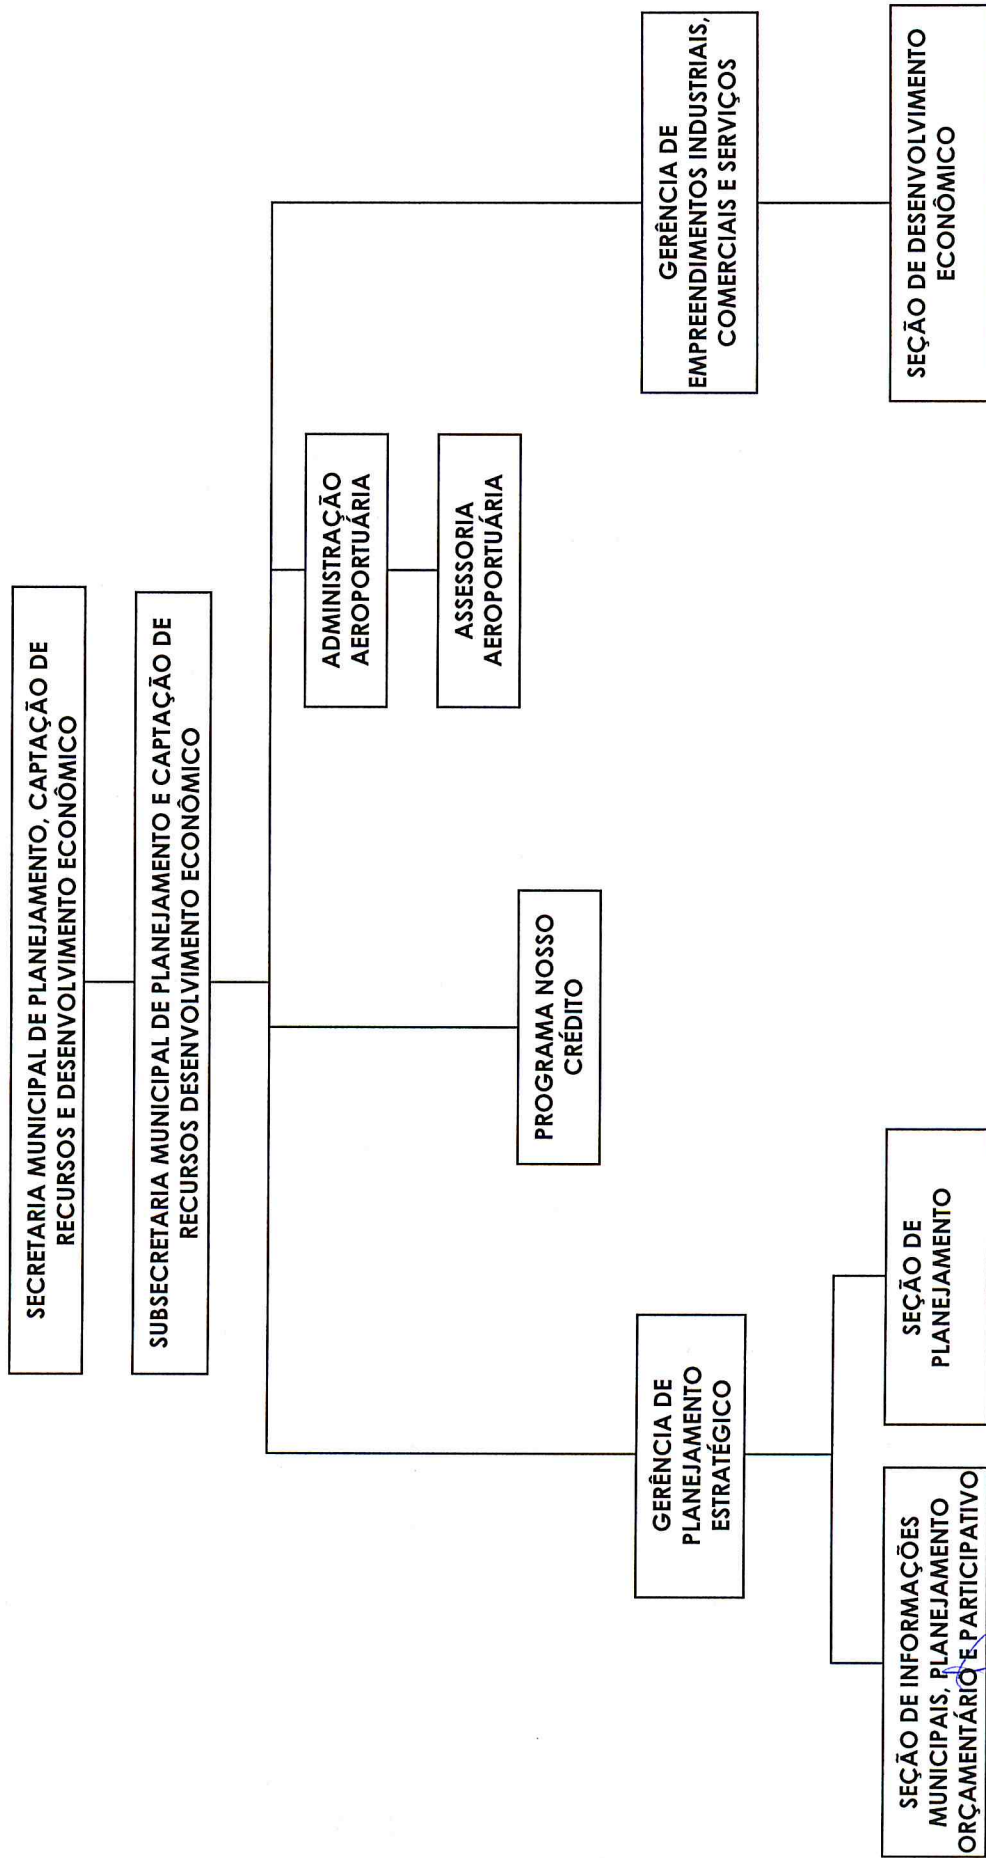 SECRETARIA MUNICIPAL DE PLANEJAMENTO, CAPTAÇÃO DE
RECURSOS E DESENVOLVIMENTO ECONÔMICO
SUBSECRETARIA MUNICIPAL DE PLANEJAMENTO E CAPTAÇÃO DE
RECURSOS DESENVOLVIMENTO ECONÔMICO
GERÊNCIA DE
PLANEJAMENTO
ESTRATÉGICO
SEÇÃO DE INFORMAÇÕES
MUNICIPAIS, PLANEJAMENTO
ORÇAMENTÁRIO E PARTICIPATIVO
SEÇÃO DE
PLANEJAMENTO
PROGRAMA NOSSO
CRÉDITO
ADMINISTRAÇÃO
AEROPORTUÁRIA
ASSESSORIA
AEROPORTUÁRIA
GERÊNCIA DE
EMPREENDIMENTOS INDUSTRIAIS,
COMERCIAIS E SERVIÇOS
SEÇÃO DE DESENVOLVIMENTO
ECONÔMICO